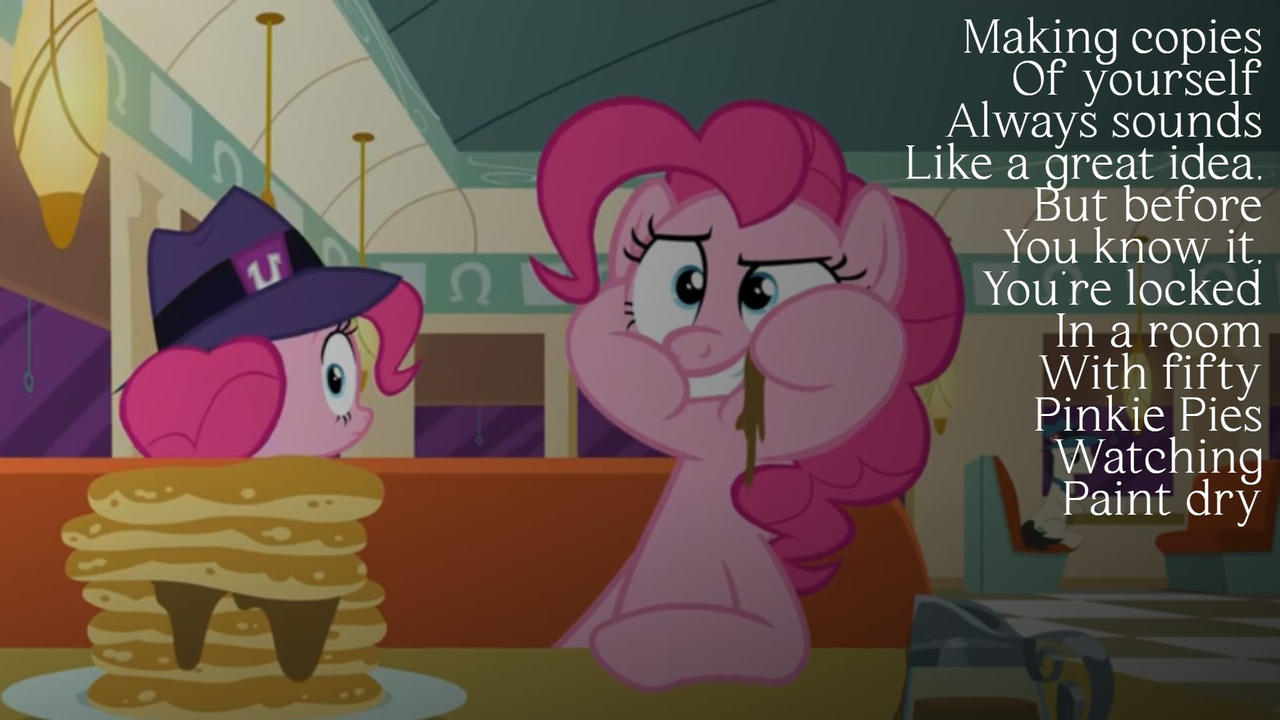 Making copies
Of yourself
Always sounds
Like a great idea.
But before
You know it.
You're locked
In a room
With fifty
Pinkie Pies
Watching
Paint dry